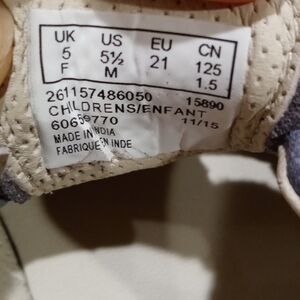 UK US EU CN
5 5½ 21 125
F M 1.5
261157486050 15890
CHILDRENS/ENFANT
11/15
MADE IN INDIA
FABRIQUE EN INDE